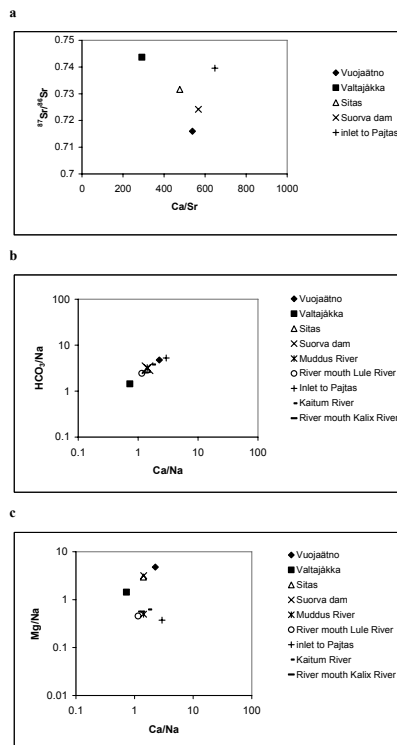 a
0.75
0.74
0.73
0.72
0.71
0.7
⁸⁷Sr/⁸⁶Sr
0 200 400 600 800 1000
Ca/Sr
Vuojaätno
Valtajåkka
Sitas
Suorva dam
inlet to Pajtas
b
100
10
1
0.1
HCO₃/Na
0.1 1 10 100
Ca/Na
Vuojaätno
Valtajåkka
Sitas
Suorva dam
Muddus River
River mouth Lule River
Inlet to Pajtas
Kaitum River
River mouth Kalix River
c
10
1
0.1
0.01
Mg/Na
0.1 1 10 100
Ca/Na
Vuojaätno
Valtajåkka
Sitas
Suorva dam
Muddus River
River mouth Lule River
inlet to Pajtas
Kaitum River
River mouth Kalix River